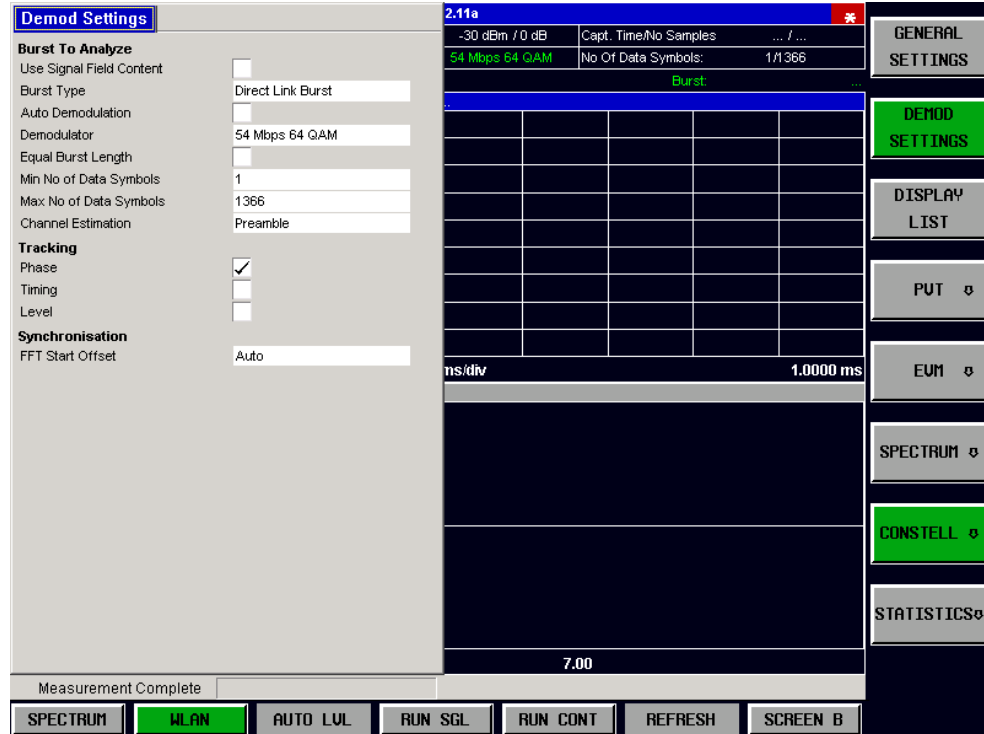 Demod Settings
Burst To Analyze
Use Signal Field Content
Burst Type Direct Link Burst
Auto Demodulation
Demodulator 54 Mbps 64 QAM
Equal Burst Length
Min No of Data Symbols 1
Max No of Data Symbols 1366
Channel Estimation Preamble
Tracking
Phase
Timing
Level
Synchronisation
FFT Start Offset Auto
Measurement Complete
2.11a
-30 dBm / 0 dB Capt. Time/No Samples ... / ...
54 Mbps 64 QAM No Of Data Symbols: 1/1366
Burst: ...
ms/div 1.0000 ms
7.00
GENERAL
SETTINGS
DEMOD
SETTINGS
DISPLAY
LIST
PVT
EVM
SPECTRUM
CONSTELL
STATISTICS
SPECTRUM WLAN AUTO LVL RUN SGL RUN CONT REFRESH SCREEN B